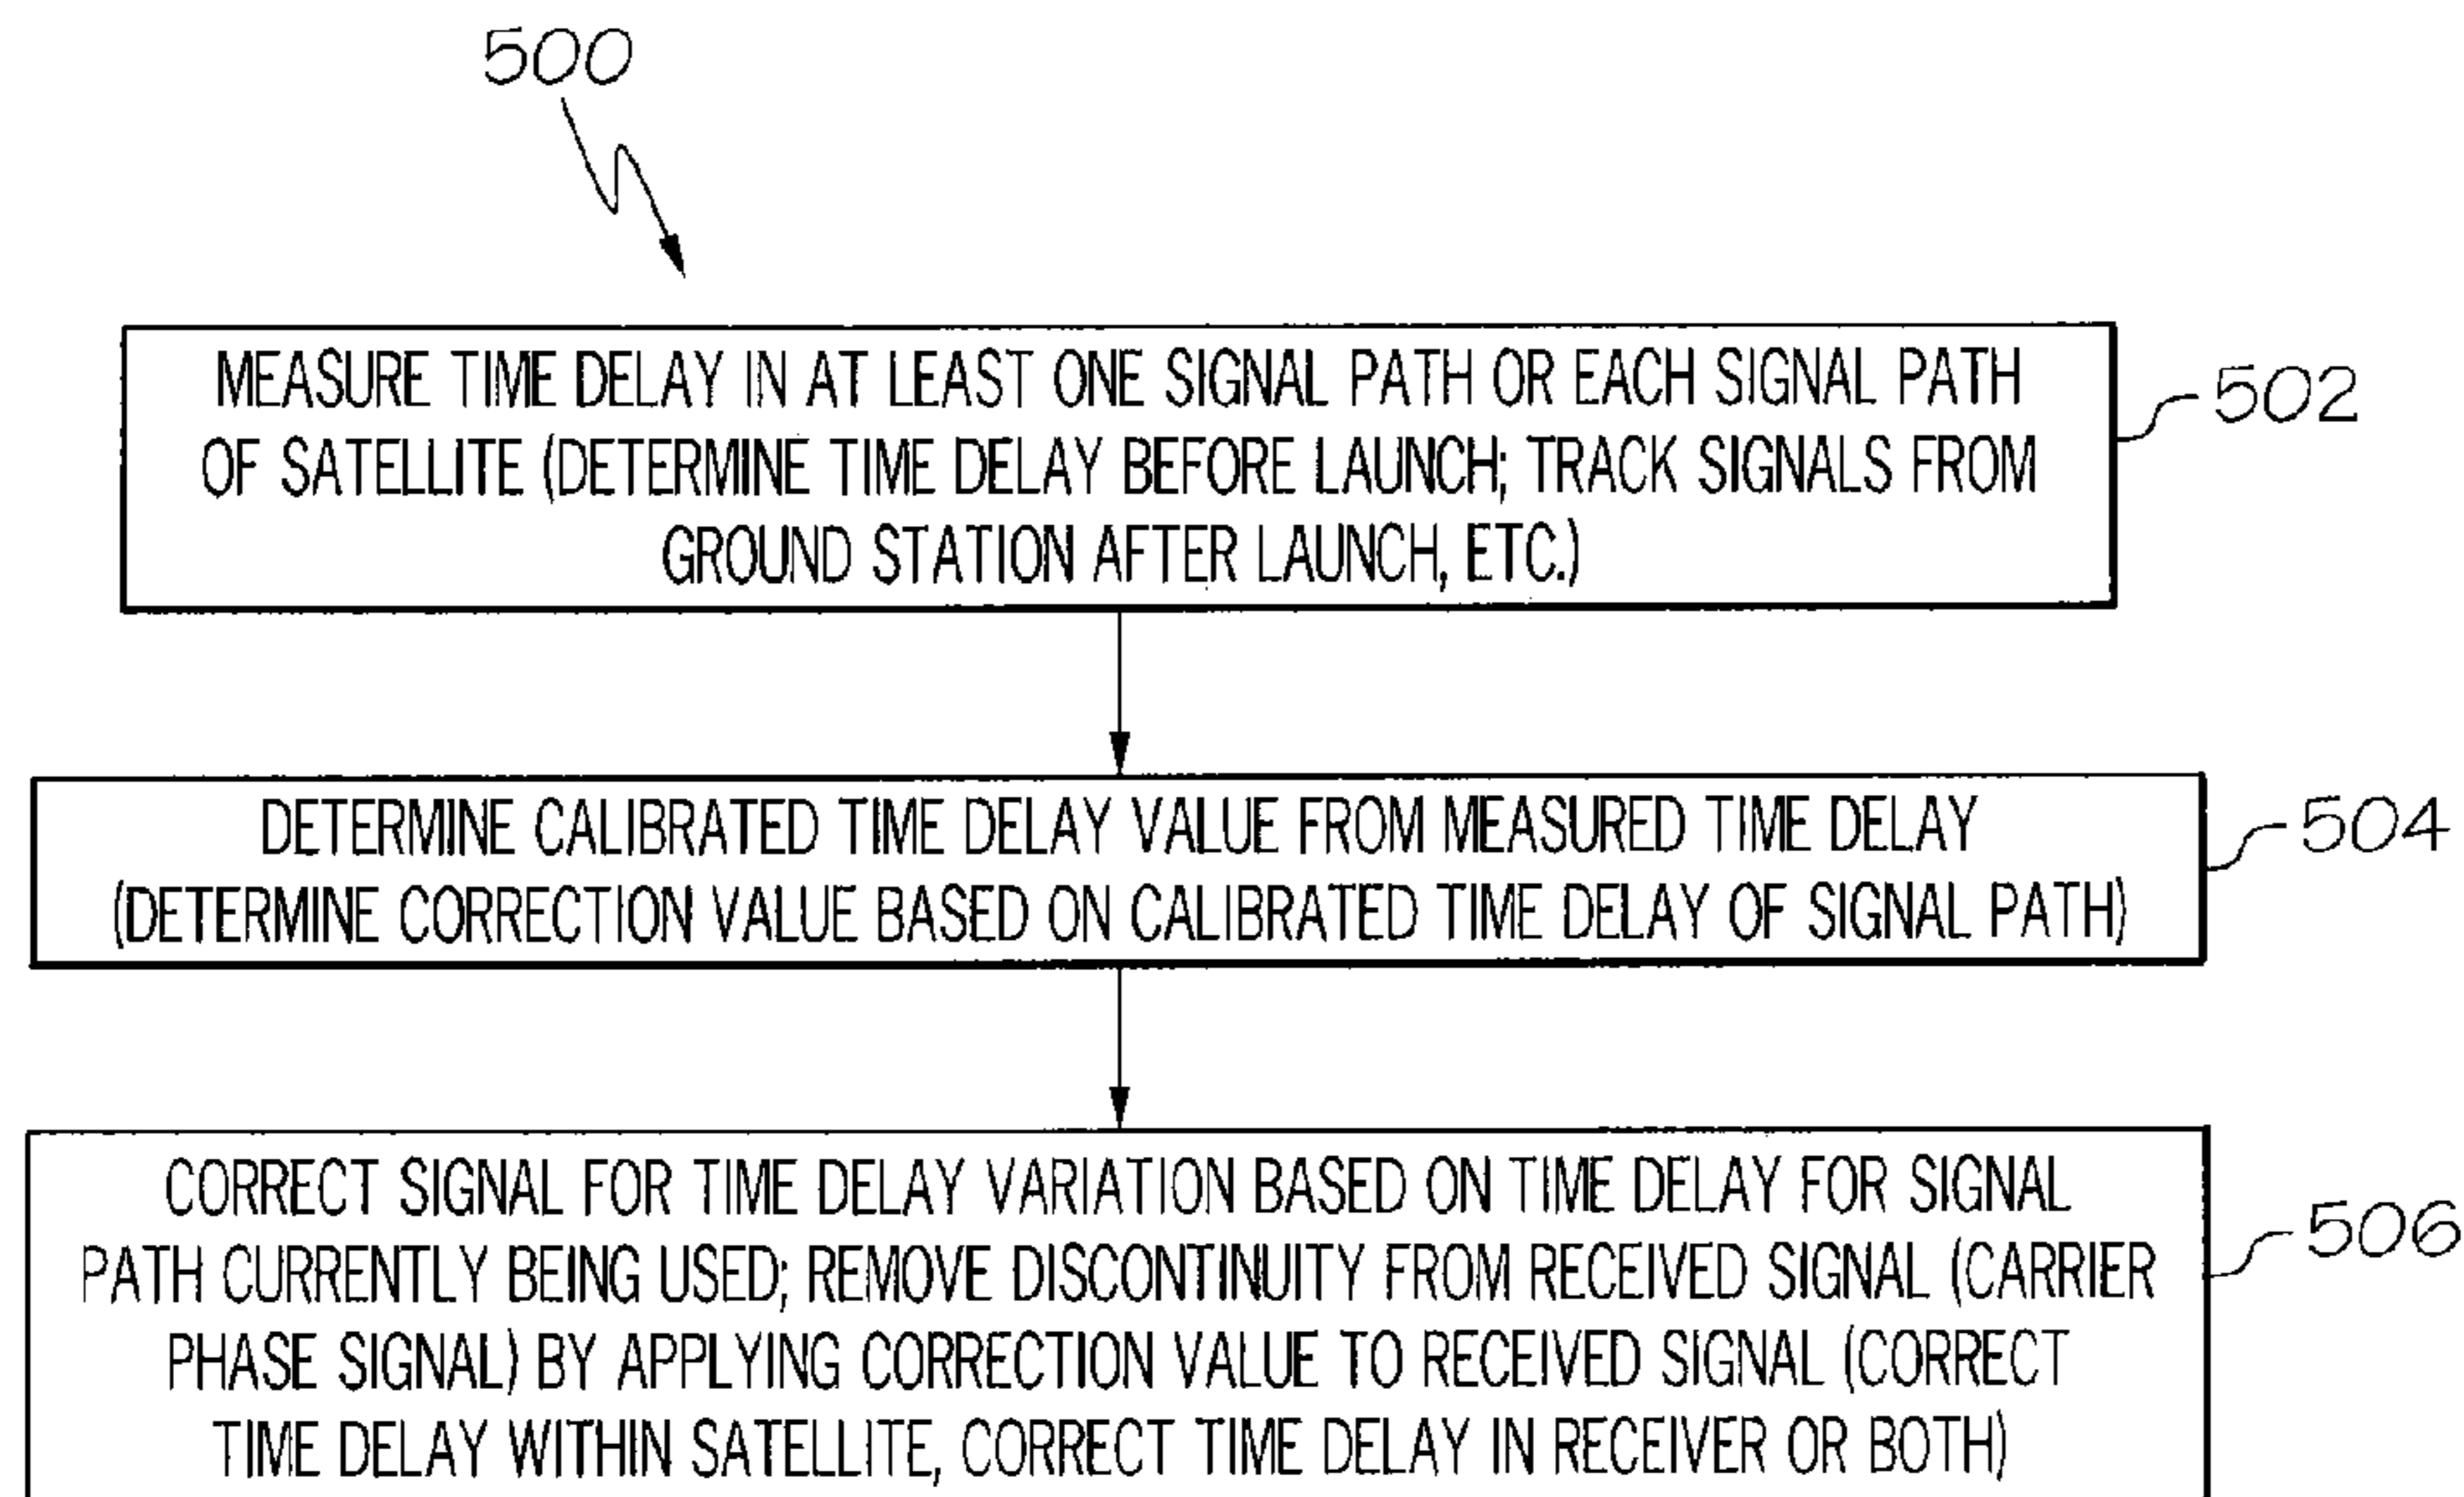 500
MEASURE TIME DELAY IN AT LEAST ONE SIGNAL PATH OR EACH SIGNAL PATH
OF SATELLITE (DETERMINE TIME DELAY BEFORE LAUNCH; TRACK SIGNALS FROM
GROUND STATION AFTER LAUNCH, ETC.)
502
DETERMINE CALIBRATED TIME DELAY VALUE FROM MEASURED TIME DELAY
(DETERMINE CORRECTION VALUE BASED ON CALIBRATED TIME DELAY OF SIGNAL PATH)
504
CORRECT SIGNAL FOR TIME DELAY VARIATION BASED ON TIME DELAY FOR SIGNAL
PATH CURRENTLY BEING USED; REMOVE DISCONTINUITY FROM RECEIVED SIGNAL (CARRIER
PHASE SIGNAL) BY APPLYING CORRECTION VALUE TO RECEIVED SIGNAL (CORRECT
TIME DELAY WITHIN SATELLITE, CORRECT TIME DELAY IN RECEIVER OR BOTH)
506